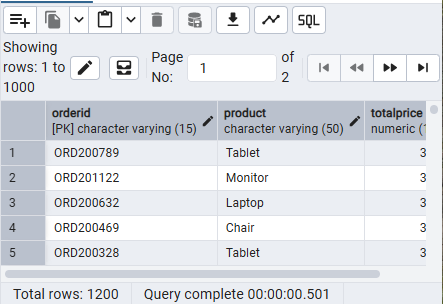 SQL
Showing
rows: 1 to
1000
Page
No:
1
of
2
orderid
[PK] character varying (15)
product
character varying (50)
totalprice
numeric (
1 ORD200789 Tablet 3
2 ORD201122 Monitor 3
3 ORD200632 Laptop 3
4 ORD200469 Chair 3
5 ORD200328 Tablet 3
Total rows: 1200 Query complete 00:00:00.501